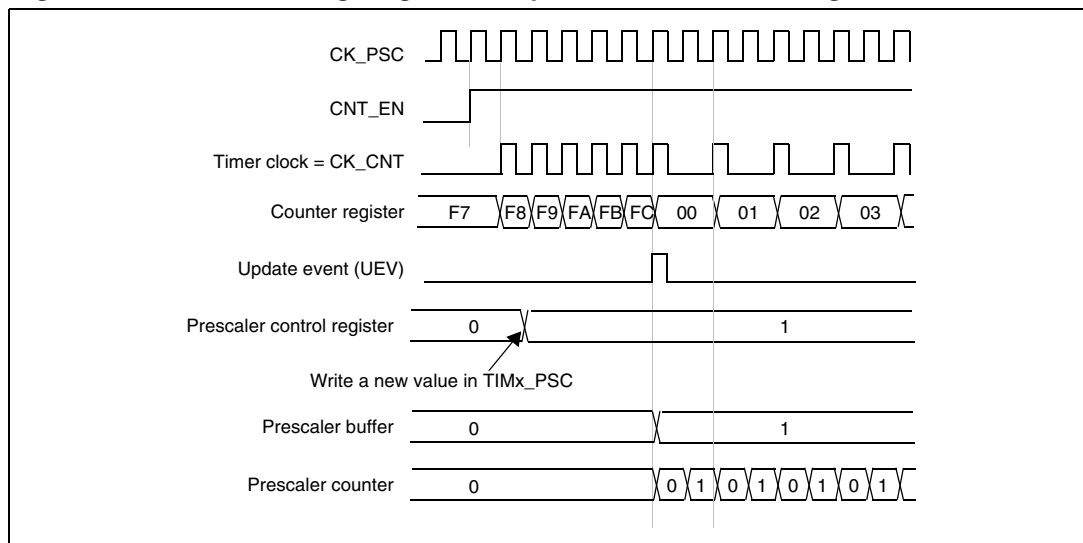 CK_PSC
CNT_EN
Timer clock = CK_CNT
Counter register F7 F8 F9 FA FB FC 00 01 02 03
Update event (UEV)
Prescaler control register 0 1
Write a new value in TIMx_PSC
Prescaler buffer 0 1
Prescaler counter 0 0 1 0 1 0 1 0 1